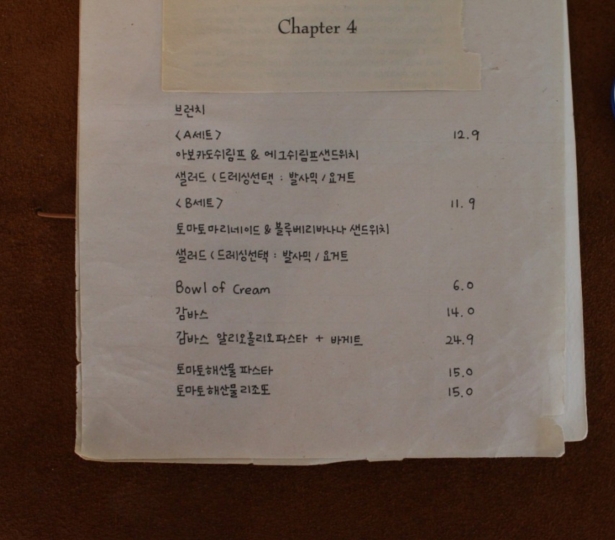 Chapter 4
브런치
<A세트> 12.9
아보카도쉬림프 & 에그쉬림프샌드위치
샐러드 (드레싱선택 : 발사믹 / 요거트
<B세트> 11.9
토마토마리네이드 & 블루베리바나나 샌드위치
샐러드 (드레싱선택 : 발사믹 / 요거트
Bowl of Cream 6.0
감바스 14.0
감바스 알리오올리오파스타 + 바게트 24.9
토마토해산물 파스타 15.0
토마토해산물 리조또 15.0